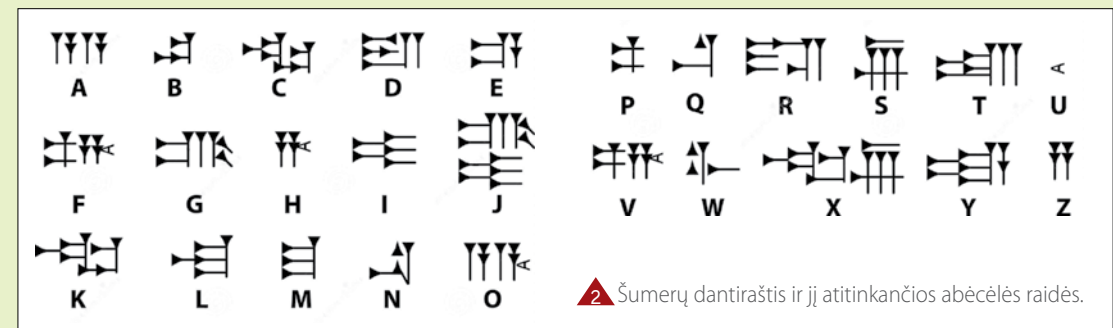 A B C D E
P Q R S T U
F G H I J
V W X Y Z
K L M N O
2 Šumerų dantiraštis ir jį atitinkančios abėcėlės raidės.